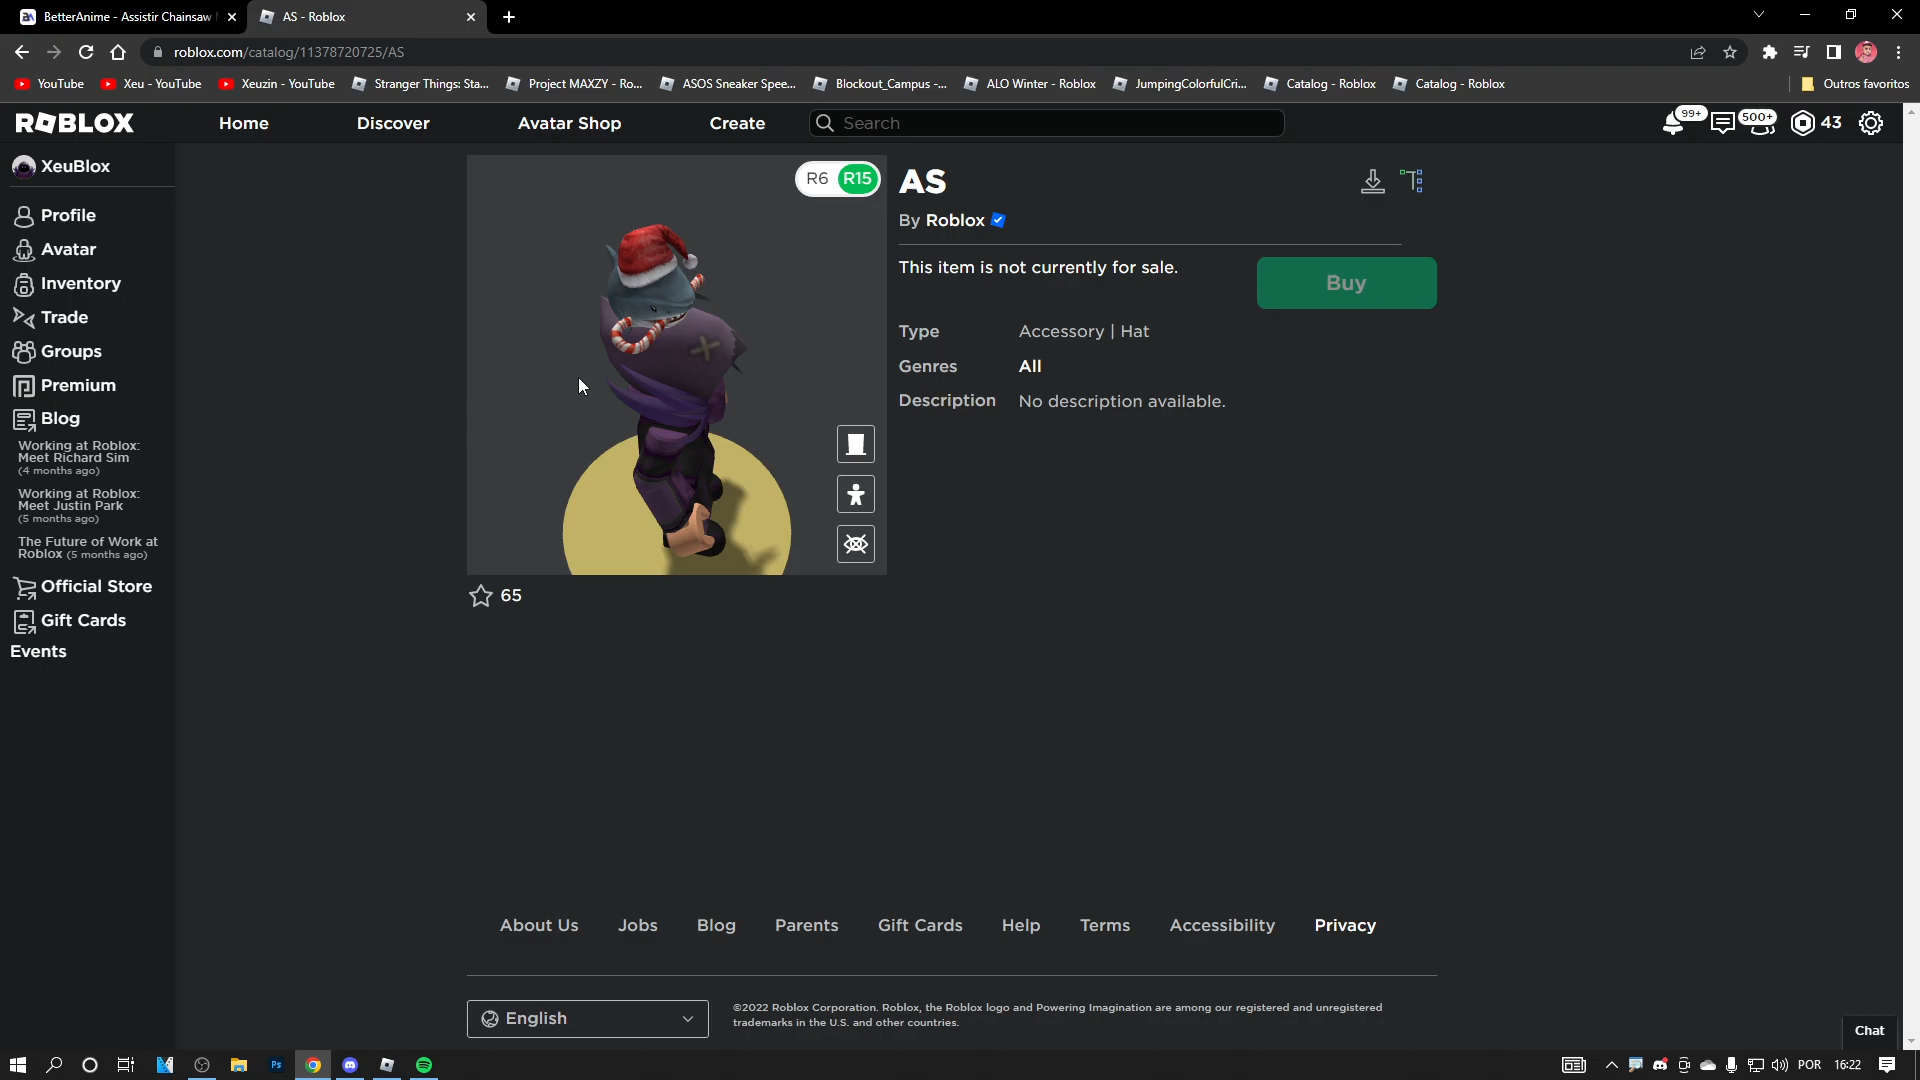 BetterAnime - Assistir Chainsaw
AS - Roblox
roblox.com/catalog/11378720725/AS
YouTube
Xeu - YouTube
Xeuzin - YouTube
Stranger Things: Sta...
Project MAXZY - Ro...
ASOS Sneaker Spee...
Blockout_Campus -...
ALO Winter - Roblox
JumpingColorfulCri...
Catalog - Roblox
Catalog - Roblox
Outros favoritos
ROBLOX
Home
Discover
Avatar Shop
Create
Search
99+
500+
43
XeuBlox
Profile
Avatar
Inventory
Trade
Groups
Premium
Blog
Working at Roblox:
Meet Richard Sim
(4 months ago)
Working at Roblox:
Meet Justin Park
(5 months ago)
The Future of Work at
Roblox (5 months ago)
Official Store
Gift Cards
Events
R6 R15
65
AS
By Roblox
This item is not currently for sale.
Buy
Type Accessory | Hat
Genres All
Description No description available.
About Us
Jobs
Blog
Parents
Gift Cards
Help
Terms
Accessibility
Privacy
English
©2022 Roblox Corporation. Roblox, the Roblox logo and Powering Imagination are among our registered and unregistered
trademarks in the U.S. and other countries.
Chat
Ps
POR
16:22